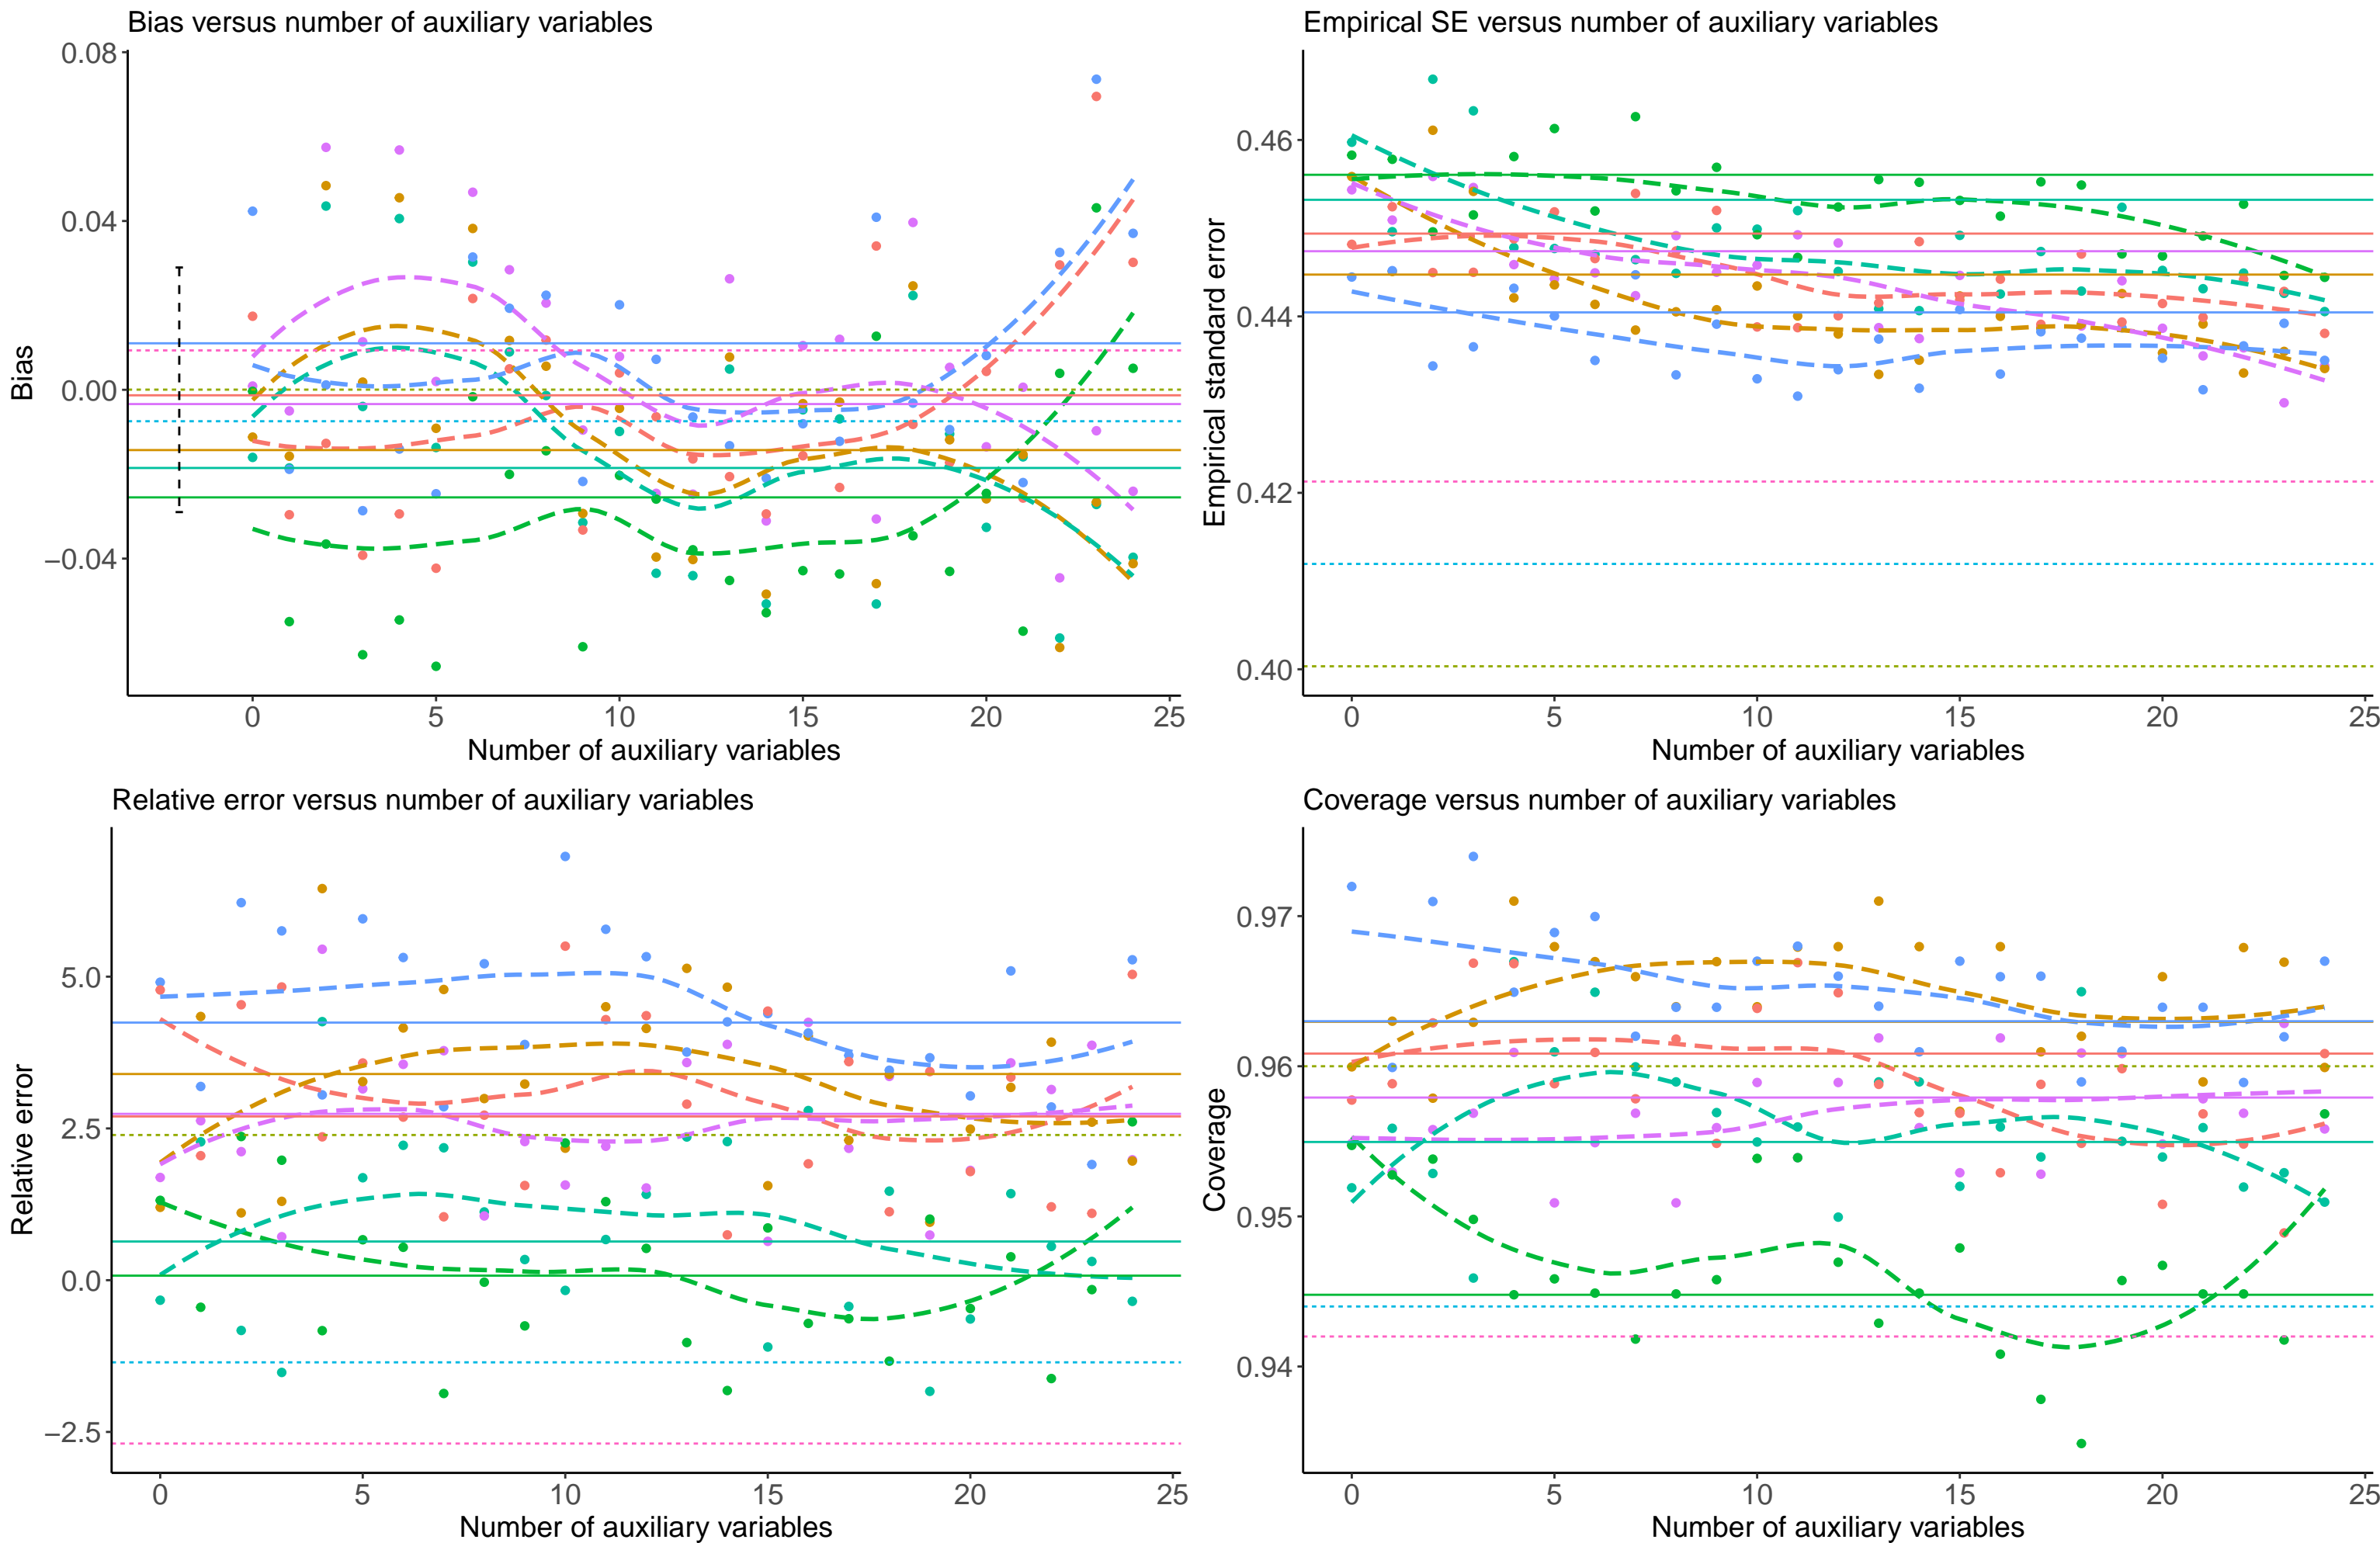 Bias versus number of auxiliary variables
0.08
0.04
0.00
−0.04
Bias
0 5 10 15 20 25
Number of auxiliary variables
Empirical SE versus number of auxiliary variables
0.46
0.44
0.42
0.40
Empirical standard error
0 5 10 15 20 25
Number of auxiliary variables
Relative error versus number of auxiliary variables
5.0
2.5
0.0
−2.5
Relative error
0 5 10 15 20 25
Number of auxiliary variables
Coverage versus number of auxiliary variables
0.97
0.96
0.95
0.94
Coverage
0 5 10 15 20 25
Number of auxiliary variables